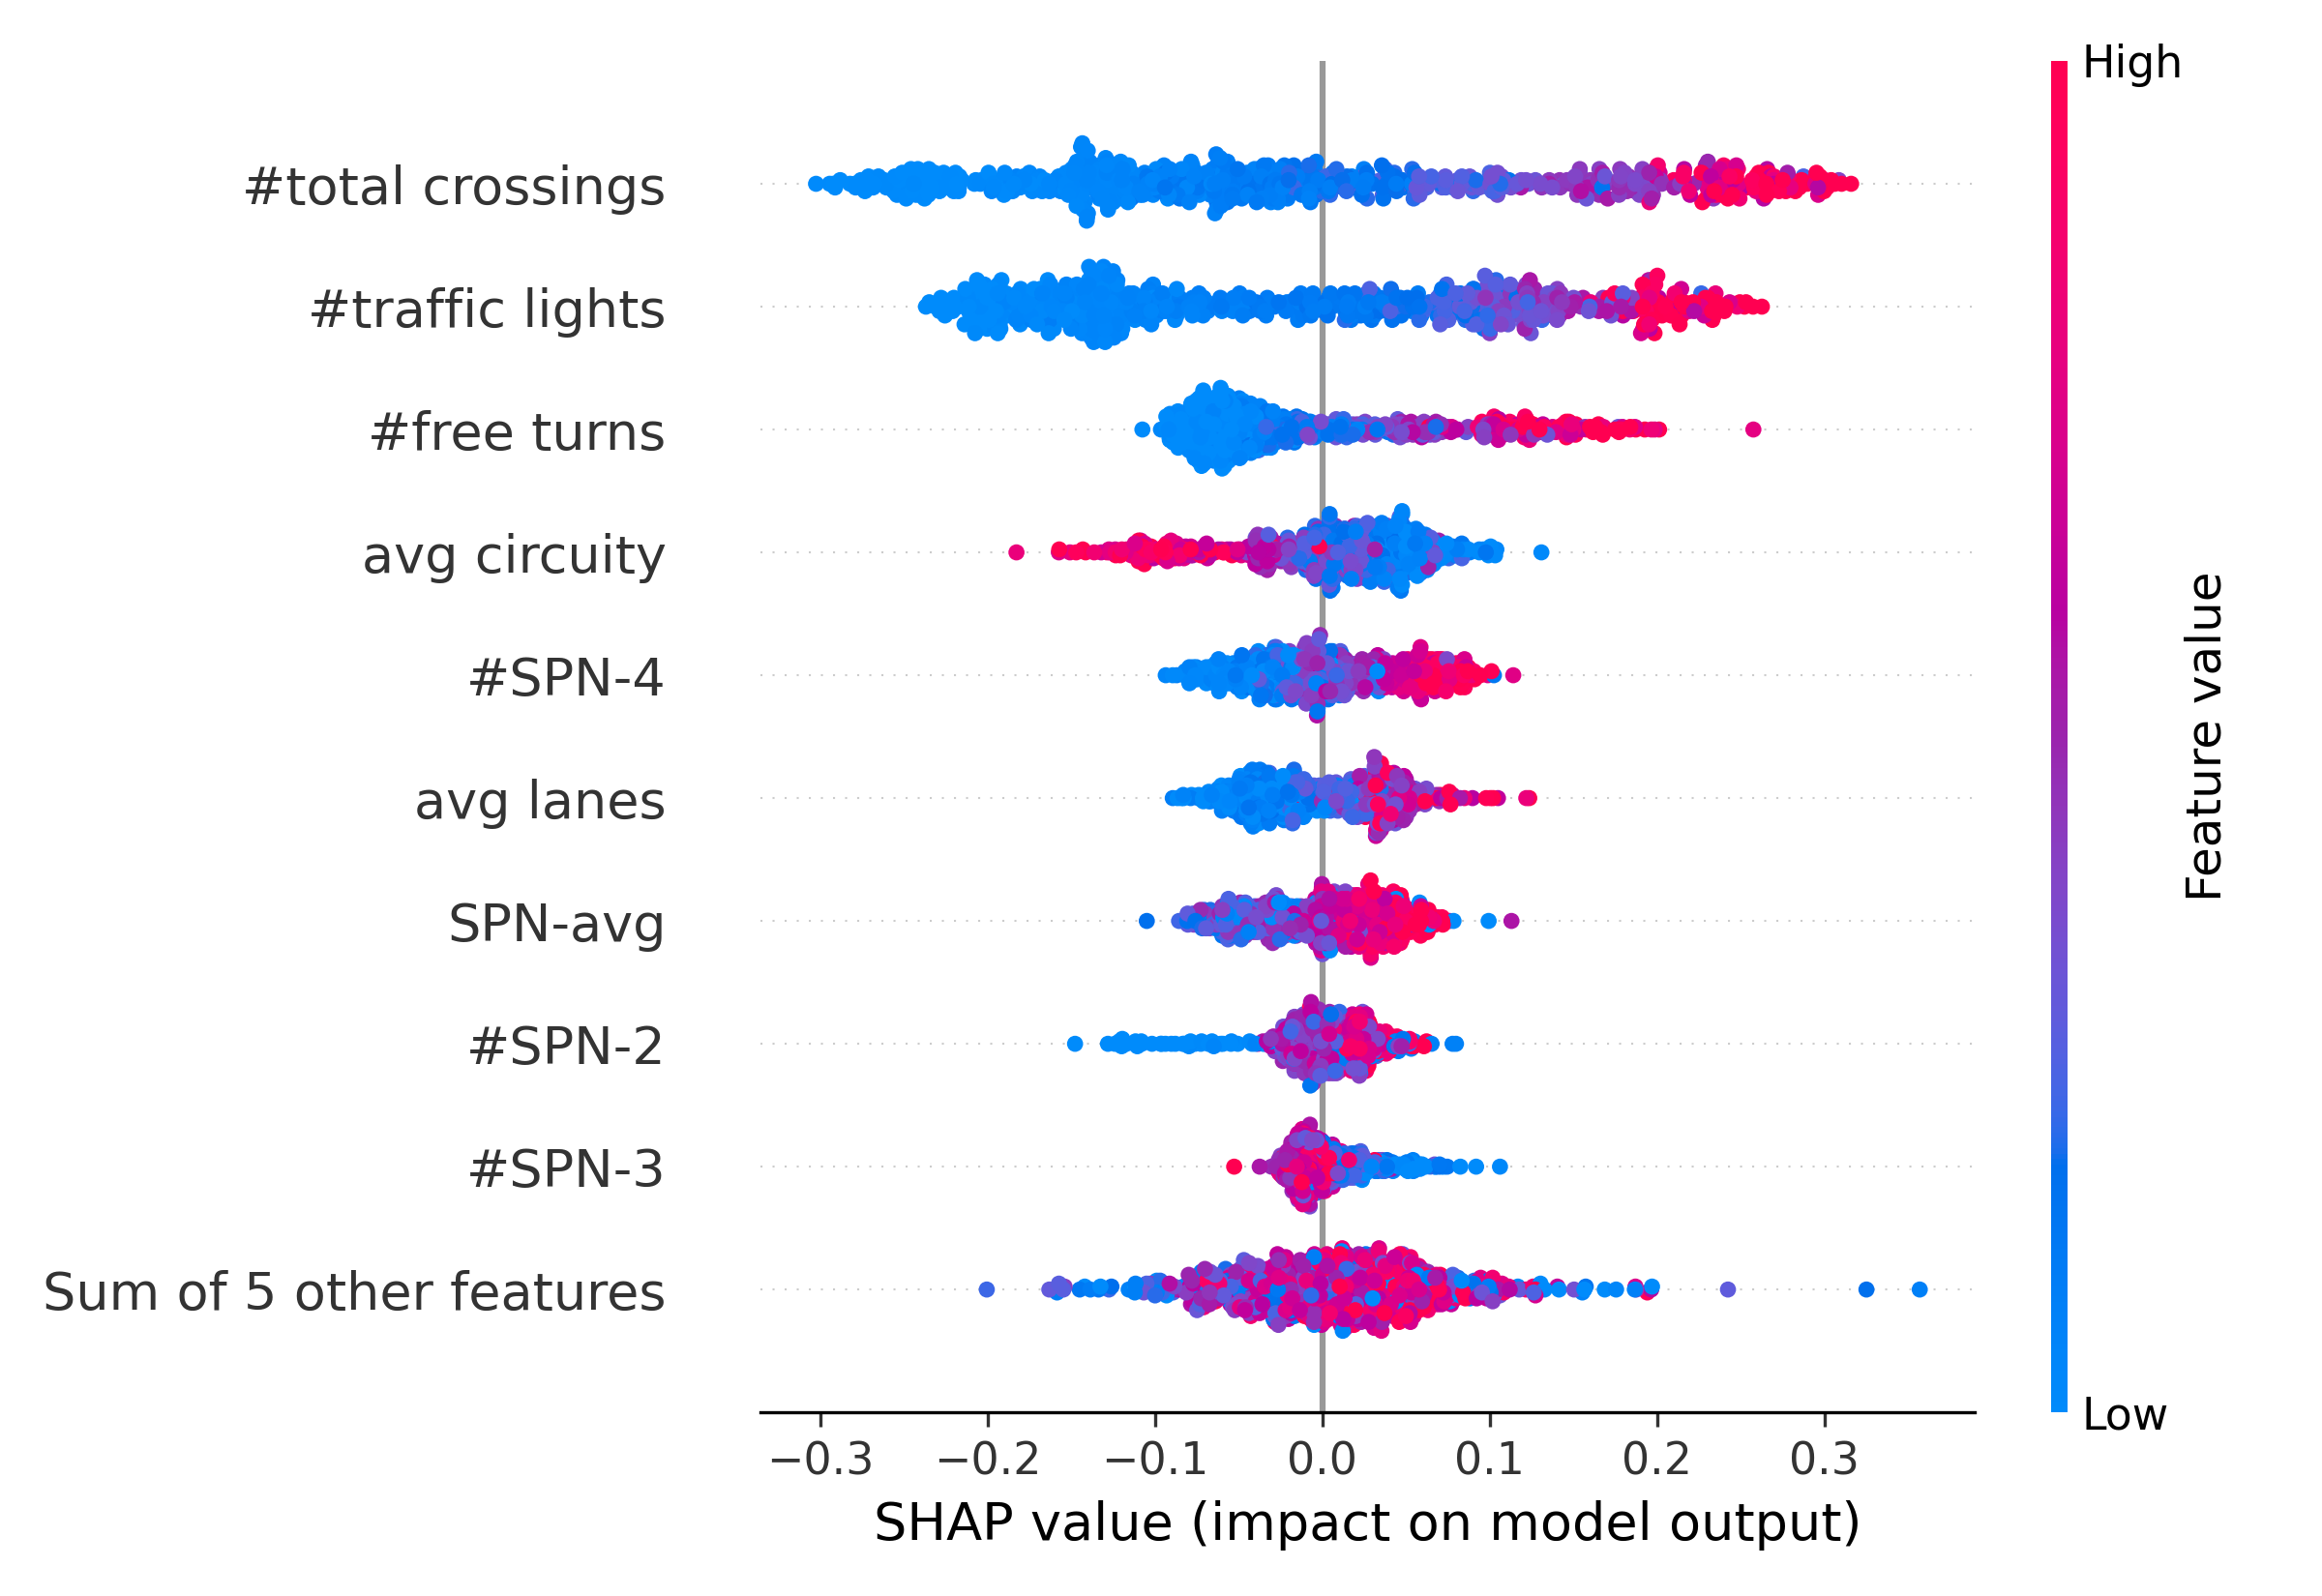 High
#total crossings
#traffic lights
#free turns
avg circuity
#SPN-4
avg lanes
SPN-avg
#SPN-2
#SPN-3
Sum of 5 other features
Feature value
Low
−0.3 −0.2 −0.1 0.0 0.1 0.2 0.3
SHAP value (impact on model output)